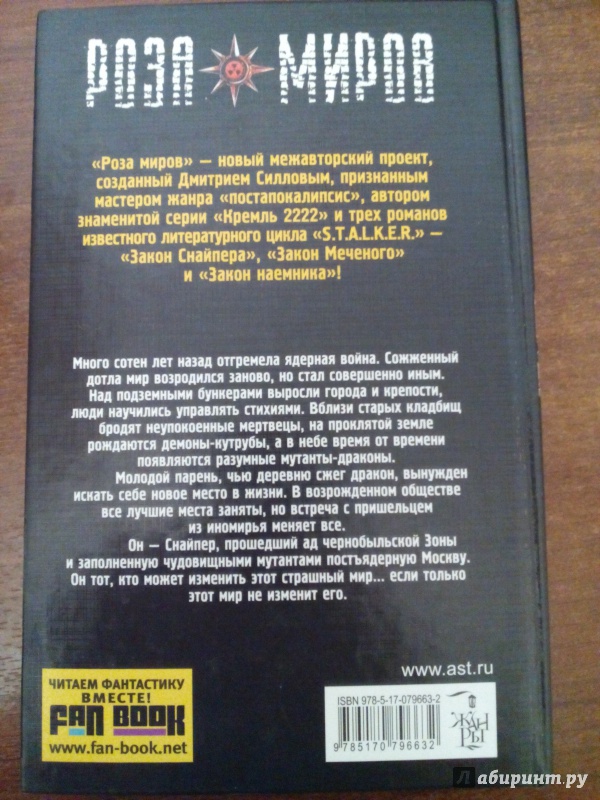 РОЗА МИРОВ
«Роза миров» — новый межавторский проект,
созданный Дмитрием Силловым, признанным
мастером жанра «постапокалипсис», автором
знаменитой серии «Кремль 2222» и трех романов
известного литературного цикла «S.T.A.L.K.E.R.» —
«Закон Снайпера», «Закон Меченого»
и «Закон наемника»!
Много сотен лет назад отгремела ядерная война. Сожженный
дотла мир возродился заново, но стал совершенно иным.
Над подземными бункерами выросли города и крепости,
люди научились управлять стихиями. Вблизи старых кладбищ
бродят неупокоенные мертвецы, на проклятой земле
рождаются демоны-кутрубы, а в небе время от времени
появляются разумные мутанты-драконы.
Молодой парень, чью деревню сжег дракон, вынужден
искать себе новое место в жизни. В возрожденном обществе
все лучшие места заняты, но встреча с пришельцем
из иномирья меняет все.
Он — Снайпер, прошедший ад чернобыльской Зоны
и заполненную чудовищными мутантами постъядерную Москву.
Он тот, кто может изменить этот страшный мир... если только
этот мир не изменит его.
www.ast.ru
ЧИТАЕМ ФАНТАСТИКУ
ВМЕСТЕ!
FAN BOOK
www.fan-book.net
ISBN 978-5-17-079663-2
9 785170 796632
ЖАН
РЫ
Лабиринт.ру